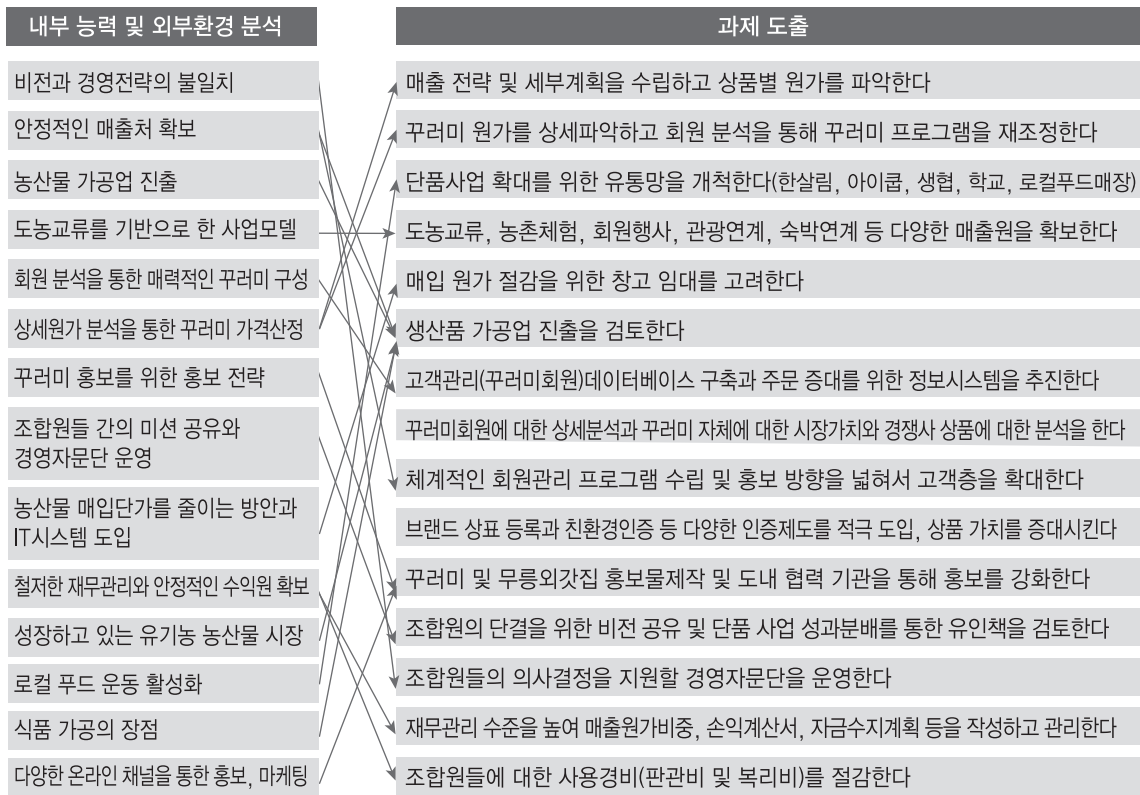 내부 능력 및 외부환경 분석
비전과 경영전략의 불일치
안정적인 매출처 확보
농산물 가공업 진출
도농교류를 기반으로 한 사업모델
회원 분석을 통한 매력적인 꾸러미 구성
상세원가 분석을 통한 꾸러미 가격산정
꾸러미 홍보를 위한 홍보 전략
조합원들 간의 미션 공유와
경영자문단 운영
농산물 매입단가를 줄이는 방안과
IT시스템 도입
철저한 재무관리와 안정적인 수익원 확보
성장하고 있는 유기농 농산물 시장
로컬 푸드 운동 활성화
식품 가공의 장점
다양한 온라인 채널을 통한 홍보, 마케팅
과제 도출
매출 전략 및 세부계획을 수립하고 상품별 원가를 파악한다
꾸러미 원가를 상세파악하고 회원 분석을 통해 꾸러미 프로그램을 재조정한다
단품사업 확대를 위한 유통망을 개척한다(한살림, 아이쿱, 생협, 학교, 로컬푸드매장)
도농교류, 농촌체험, 회원행사, 관광연계, 숙박연계 등 다양한 매출원을 확보한다
매입 원가 절감을 위한 창고 임대를 고려한다
생산품 가공업 진출을 검토한다
고객관리(꾸러미회원)데이터베이스 구축과 주문 증대를 위한 정보시스템을 추진한다
꾸러미회원에 대한 상세분석과 꾸러미 자체에 대한 시장가치와 경쟁사 상품에 대한 분석을 한다
체계적인 회원관리 프로그램 수립 및 홍보 방향을 넓혀서 고객층을 확대한다
브랜드 상표 등록과 친환경인증 등 다양한 인증제도를 적극 도입, 상품 가치를 증대시킨다
꾸러미 및 무릉외갓집 홍보물제작 및 도내 협력 기관을 통해 홍보를 강화한다
조합원의 단결을 위한 비전 공유 및 단품 사업 성과분배를 통한 유인책을 검토한다
조합원들의 의사결정을 지원할 경영자문단을 운영한다
재무관리 수준을 높여 매출원가비중, 손익계산서, 자금수지계획 등을 작성하고 관리한다
조합원들에 대한 사용경비(판관비 및 복리비)를 절감한다